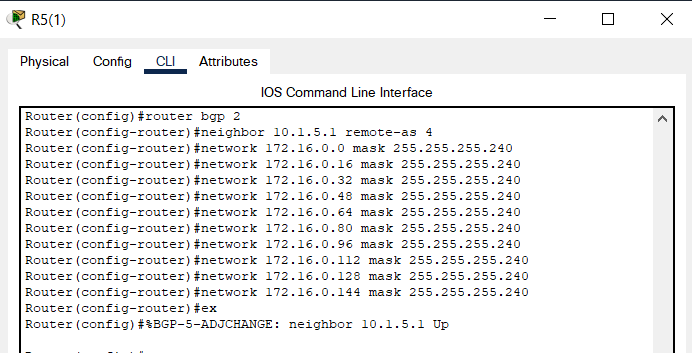 R5(1)
Physical Config CLI Attributes
IOS Command Line Interface
Router(config)#router bgp 2
Router(config-router)#neighbor 10.1.5.1 remote-as 4
Router(config-router)#network 172.16.0.0 mask 255.255.255.240
Router(config-router)#network 172.16.0.16 mask 255.255.255.240
Router(config-router)#network 172.16.0.32 mask 255.255.255.240
Router(config-router)#network 172.16.0.48 mask 255.255.255.240
Router(config-router)#network 172.16.0.64 mask 255.255.255.240
Router(config-router)#network 172.16.0.80 mask 255.255.255.240
Router(config-router)#network 172.16.0.96 mask 255.255.255.240
Router(config-router)#network 172.16.0.112 mask 255.255.255.240
Router(config-router)#network 172.16.0.128 mask 255.255.255.240
Router(config-router)#network 172.16.0.144 mask 255.255.255.240
Router(config-router)#ex
Router(config)#%BGP-5-ADJCHANGE: neighbor 10.1.5.1 Up